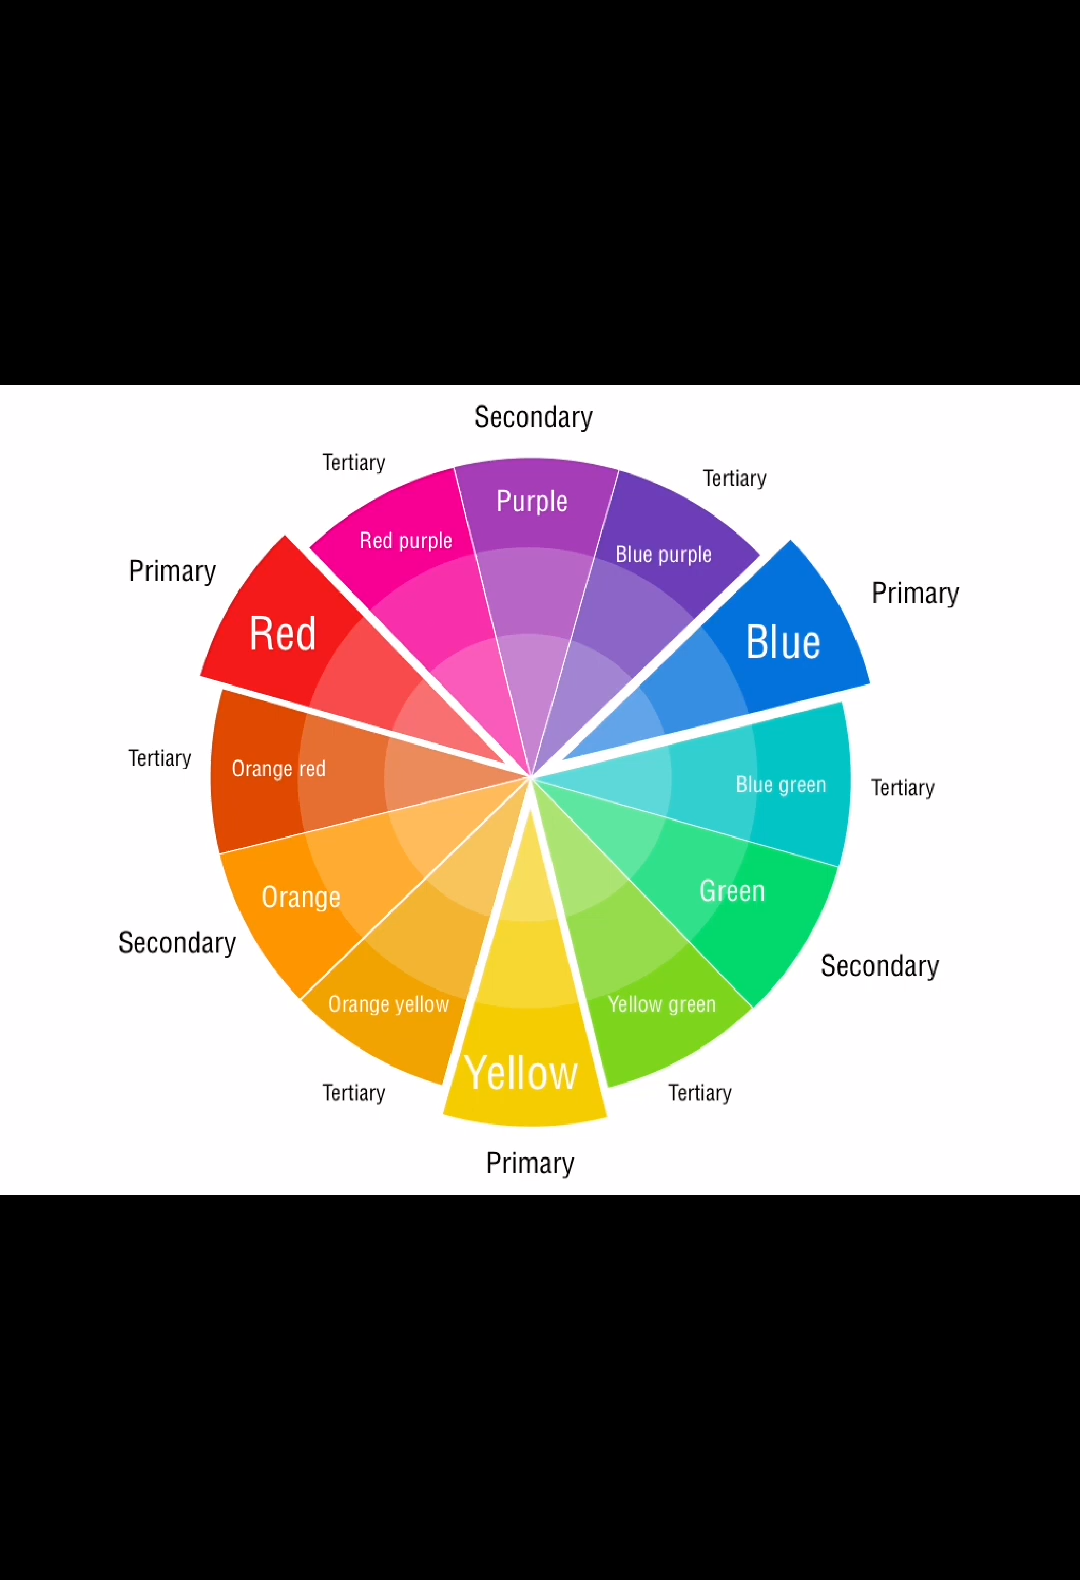 Secondary
Tertiary
Tertiary
Purple
Red purple
Blue purple
Primary
Primary
Red
Blue
Tertiary
Orange red
Blue green
Tertiary
Orange
Green
Secondary
Secondary
Orange yellow
Yellow green
Yellow
Tertiary
Tertiary
Primary